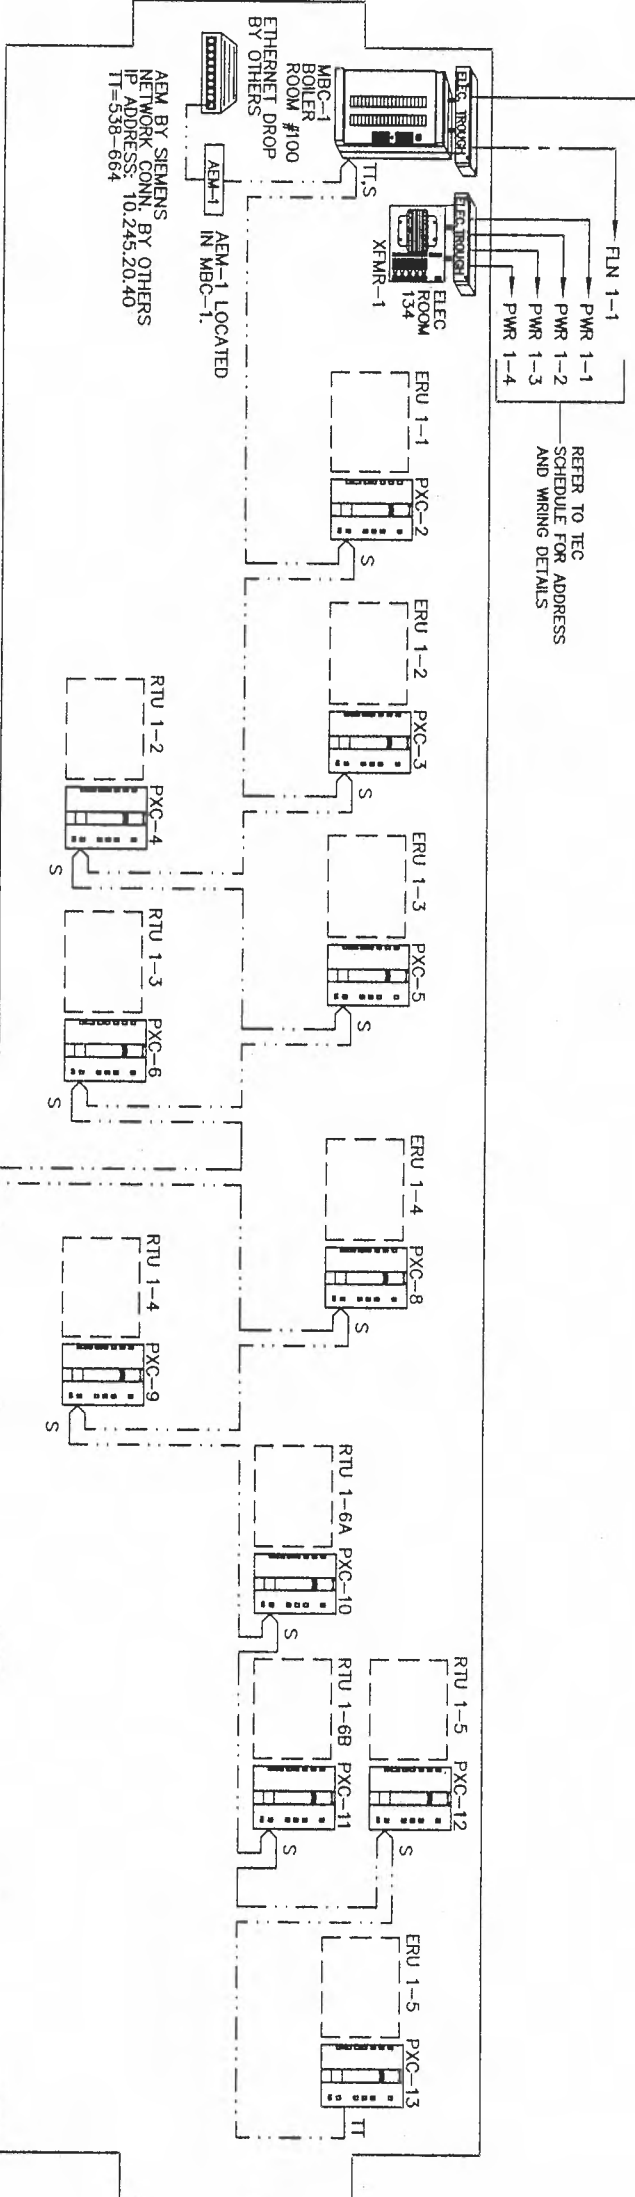 ELEC. TROUGH
FLN 1-1
ELEC TROUGH
PWR 1-1
PWR 1-2
PWR 1-3
PWR 1-4
REFER TO TEC
SCHEDULE FOR ADDRESS
AND WIRING DETAILS
MBC-1
BOILER
ROOM #100
ETHERNET DROP
BY OTHERS
TT,S
ELEC
ROOM
134
XFMR-1
AEM-1
AEM-1 LOCATED
IN MBC-1.
AEM BY SIEMENS
NETWORK CONN. BY OTHERS
IP ADDRESS: 10.245.20.40
TT=538-664
ERU 1-1
PXC-2
S
ERU 1-2
PXC-3
S
RTU 1-2
PXC-4
S
ERU 1-3
PXC-5
S
RTU 1-3
PXC-6
S
ERU 1-4
PXC-8
S
RTU 1-4
PXC-9
S
RTU 1-6A
PXC-10
S
RTU 1-6B
PXC-11
S
RTU 1-5
PXC-12
S
ERU 1-5
PXC-13
TT